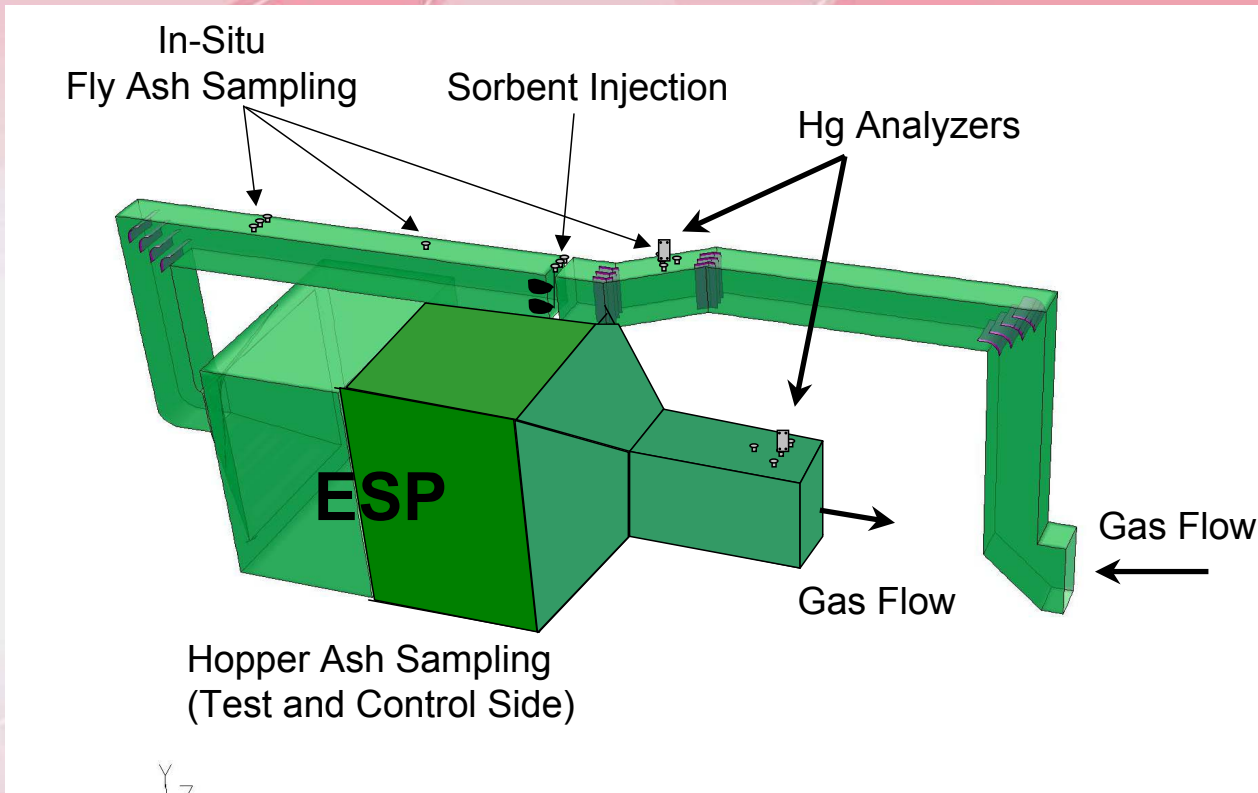 In-Situ
Fly Ash Sampling
Sorbent Injection
Hg Analyzers
ESP
Gas Flow
Gas Flow
Hopper Ash Sampling
(Test and Control Side)
Y
Z